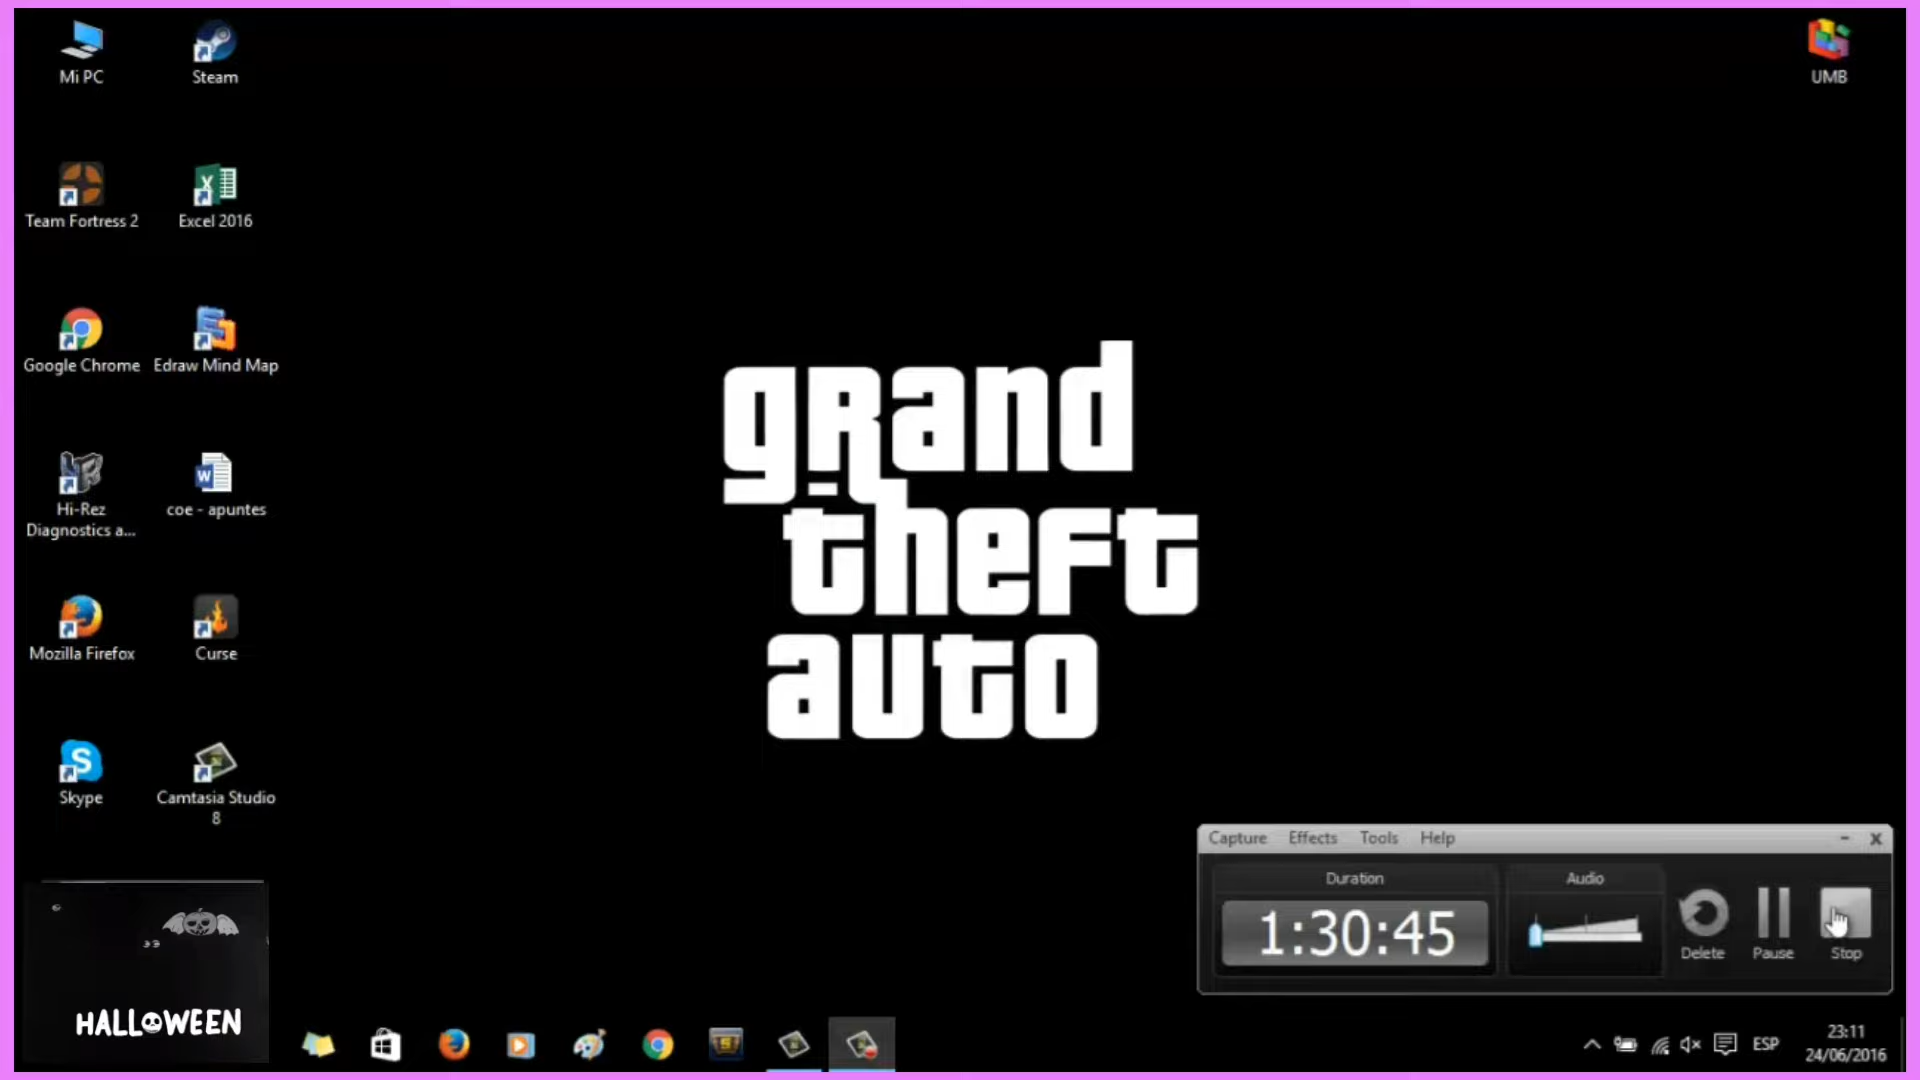 Mi PC
Steam
UMB
Team Fortress 2
Excel 2016
Google Chrome
Edraw Mind Map
Hi-Rez
Diagnostics a...
coe - apuntes
Mozilla Firefox
Curse
Skype
Camtasia Studio
8
grand
theft
auto
Capture Effects Tools Help
Duration
Audio
1:30:45
Delete
Pause
Stop
HALLOWEEN
ESP
23:11
24/06/2016